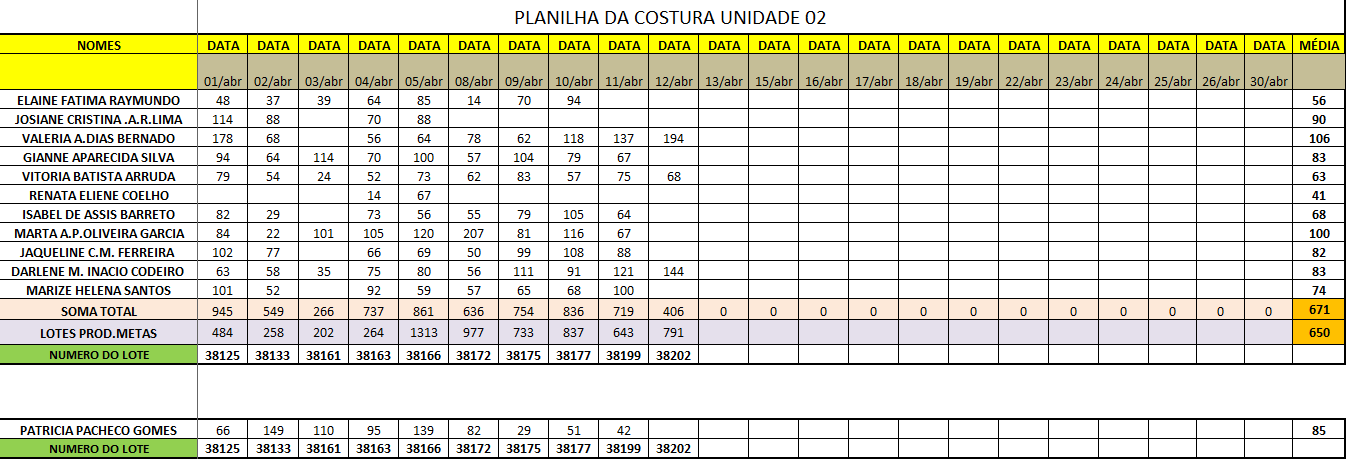 PLANILHA DA COSTURA UNIDADE 02
NOMES DATA DATA DATA DATA DATA DATA DATA DATA DATA DATA DATA DATA DATA DATA DATA DATA DATA DATA DATA DATA DATA DATA MÉDIA
01/abr 02/abr 03/abr 04/abr 05/abr 08/abr 09/abr 10/abr 11/abr 12/abr 13/abr 15/abr 16/abr 17/abr 18/abr 19/abr 22/abr 23/abr 24/abr 25/abr 26/abr 30/abr
ELAINE FATIMA RAYMUNDO 48 37 39 64 85 14 70 94 56
JOSIANE CRISTINA .A.R.LIMA 114 88 70 88 90
VALERIA A.DIAS BERNADO 178 68 56 64 78 62 118 137 194 106
GIANNE APARECIDA SILVA 94 64 114 70 100 57 104 79 67 83
VITORIA BATISTA ARRUDA 79 54 24 52 73 62 83 57 75 68 63
RENATA ELIENE COELHO 14 67 41
ISABEL DE ASSIS BARRETO 82 29 73 56 55 79 105 64 68
MARTA A.P.OLIVEIRA GARCIA 84 22 101 105 120 207 81 116 67 100
JAQUELINE C.M. FERREIRA 102 77 66 69 50 99 108 88 82
DARLENE M. INACIO CODEIRO 63 58 35 75 80 56 111 91 121 144 83
MARIZE HELENA SANTOS 101 52 92 59 57 65 68 100 74
SOMA TOTAL 945 549 266 737 861 636 754 836 719 406 0 0 0 0 0 0 0 0 0 0 0 0 671
LOTES PROD.METAS 484 258 202 264 1313 977 733 837 643 791 650
NUMERO DO LOTE 38125 38133 38161 38163 38166 38172 38175 38177 38199 38202
PATRICIA PACHECO GOMES 66 149 110 95 139 82 29 51 42 85
NUMERO DO LOTE 38125 38133 38161 38163 38166 38172 38175 38177 38199 38202